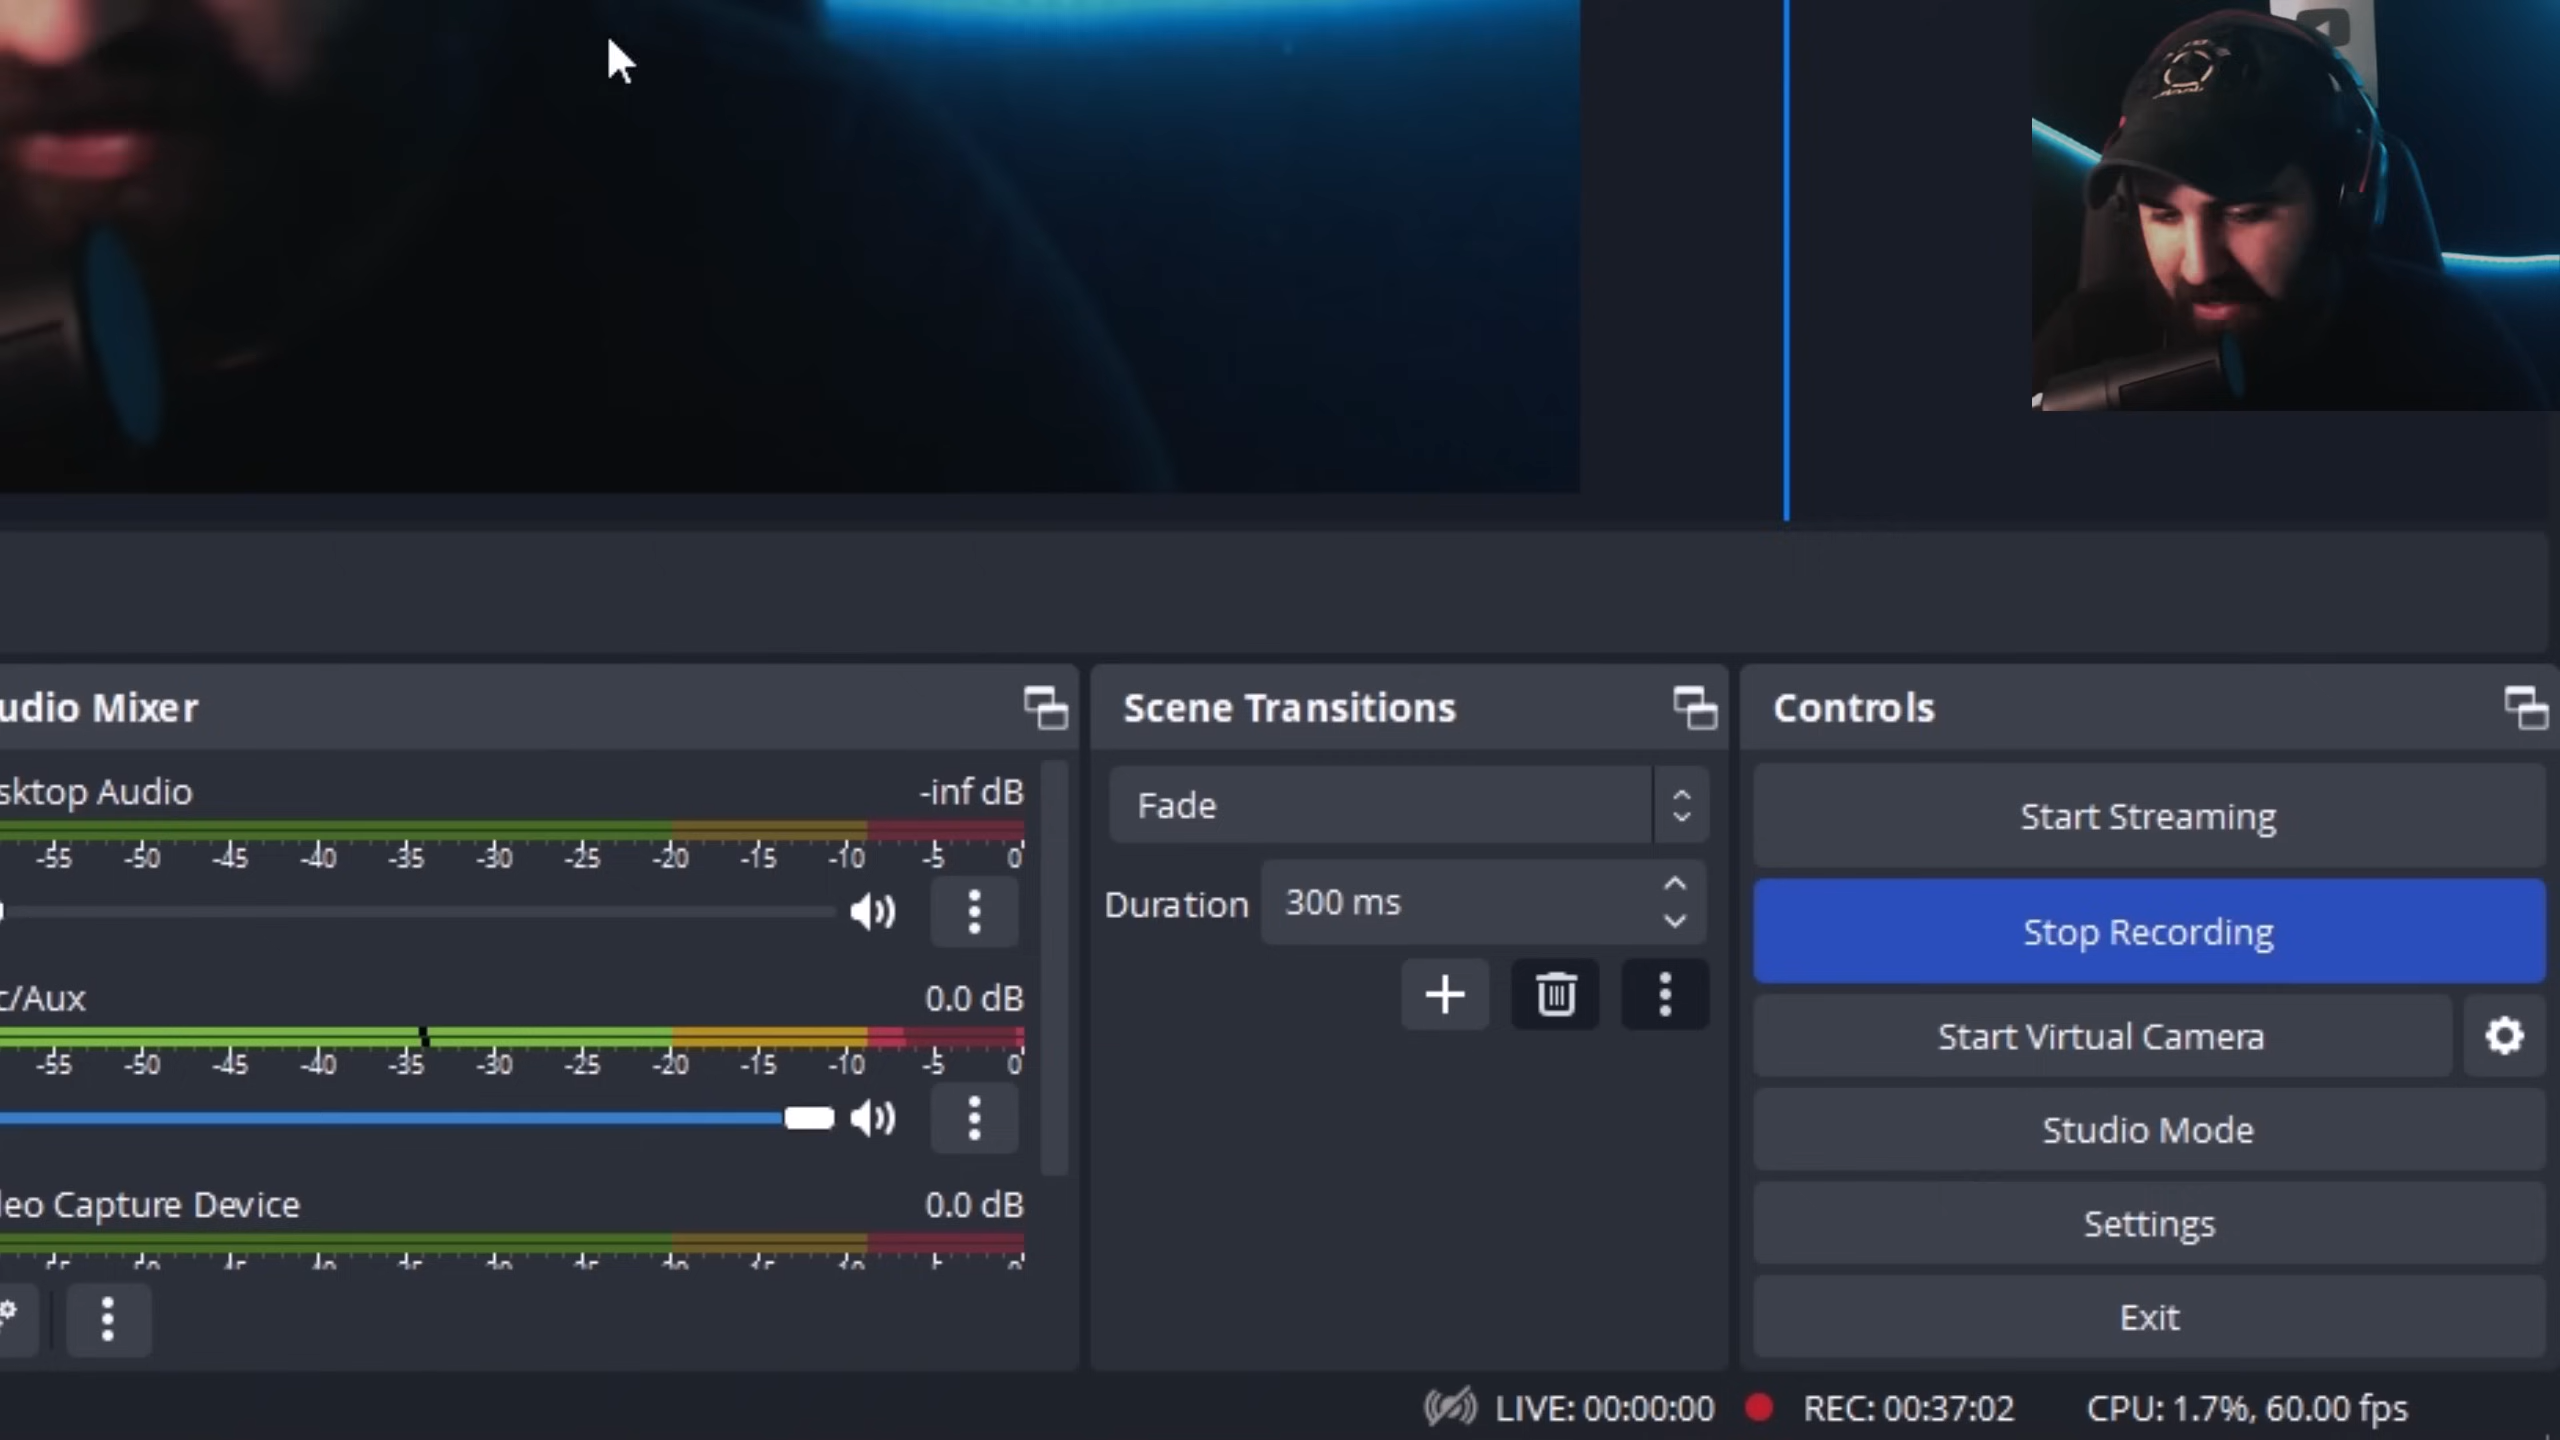 udio Mixer
Scene Transitions
Controls
sktop Audio
-inf dB
-55 -50 -45 -40 -35 -30 -25 -20 -15 -10 -5 0
c/Aux
0.0 dB
-55 -50 -45 -40 -35 -30 -25 -20 -15 -10 -5 0
leo Capture Device
0.0 dB
Fade
Duration
300 ms
Start Streaming
Stop Recording
Start Virtual Camera
Studio Mode
Settings
Exit
LIVE: 00:00:00
REC: 00:37:02
CPU: 1.7%, 60.00 fps